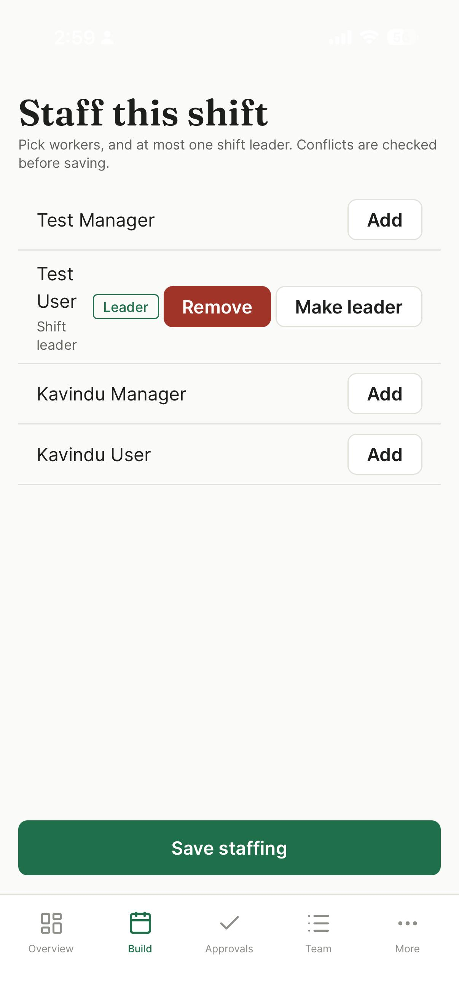 2:59
Staff this shift
Pick workers, and at most one shift leader. Conflicts are checked
before saving.
Test Manager
Add
Test
User
Shift
leader
Leader
Remove
Make leader
Kavindu Manager
Add
Kavindu User
Add
Save staffing
Overview
Build
Approvals
Team
More